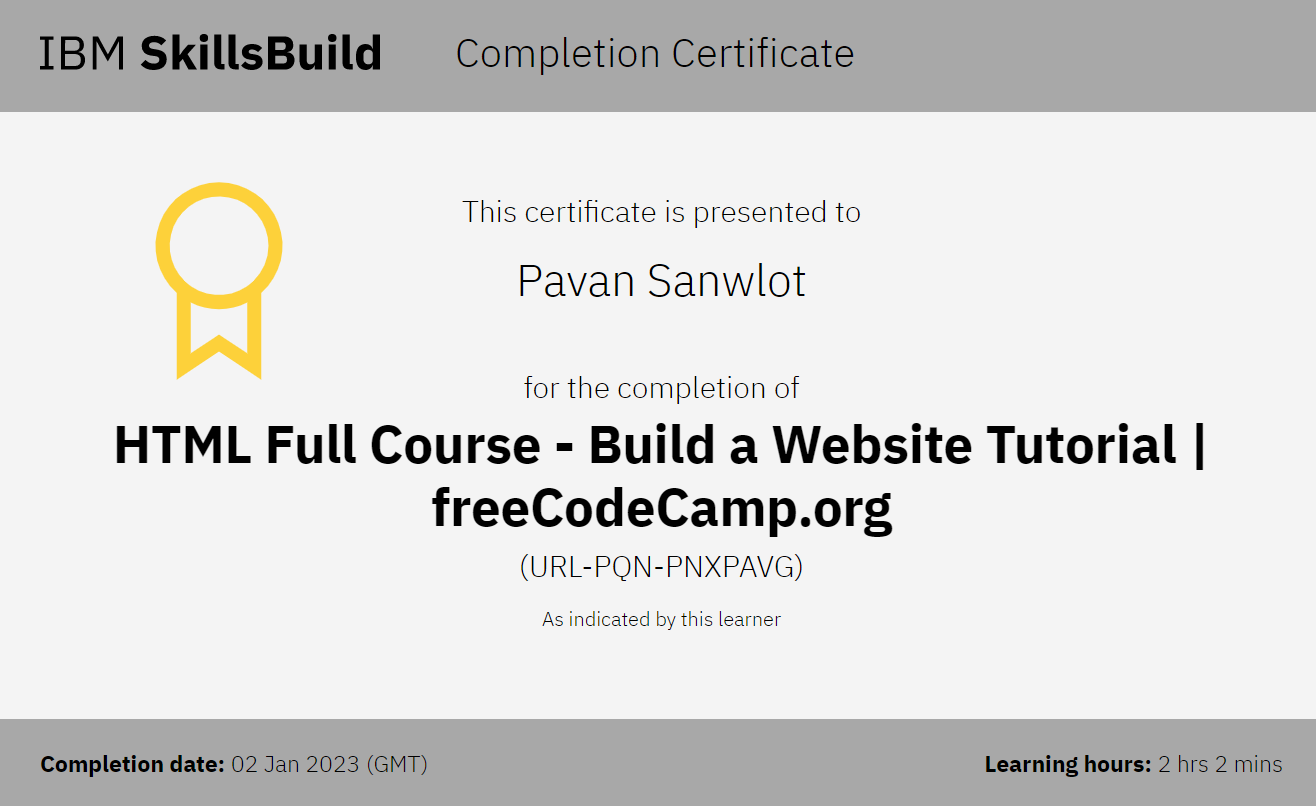 IBM SkillsBuild Completion Certificate
This certificate is presented to
Pavan Sanwlot
for the completion of
HTML Full Course - Build a Website Tutorial |
freeCodeCamp.org
(URL-PQN-PNXPAVG)
As indicated by this learner
Completion date: 02 Jan 2023 (GMT) Learning hours: 2 hrs 2 mins